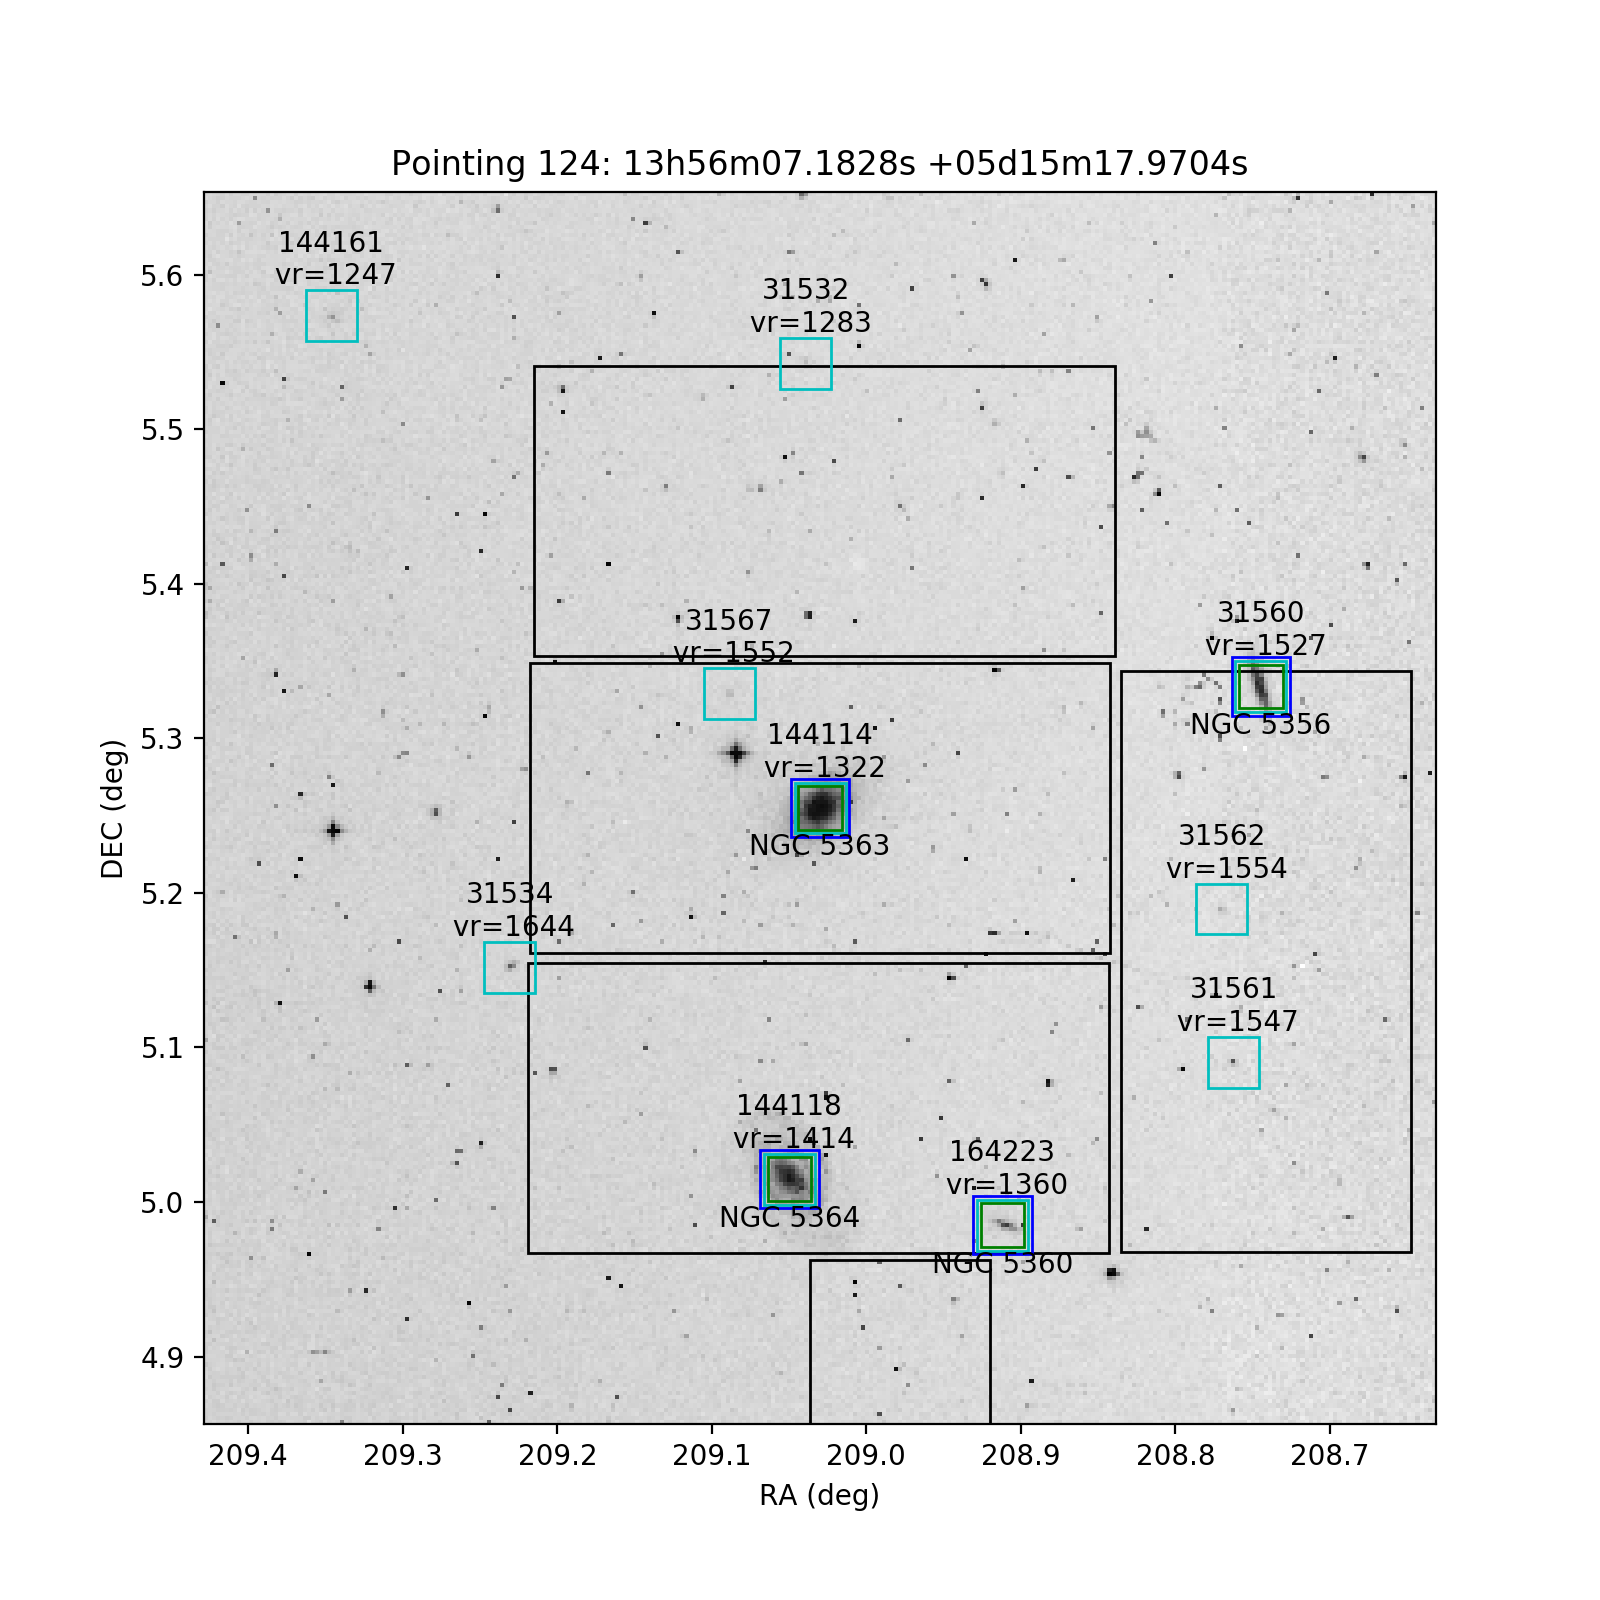 Pointing 124: 13h56m07.1828s +05d15m17.9704s
144161
vr=1247
31532
vr=1283
31567
vr=1552
31560
vr=1527
NGC 5356
144114
vr=1322
NGC 5363
31562
vr=1554
31534
vr=1644
31561
vr=1547
144118
vr=1414
NGC 5364
164223
vr=1360
NGC 5360
5.6
5.5
5.4
5.3
5.2
5.1
5.0
4.9
DEC (deg)
209.4 209.3 209.2 209.1 209.0 208.9 208.8 208.7
RA (deg)